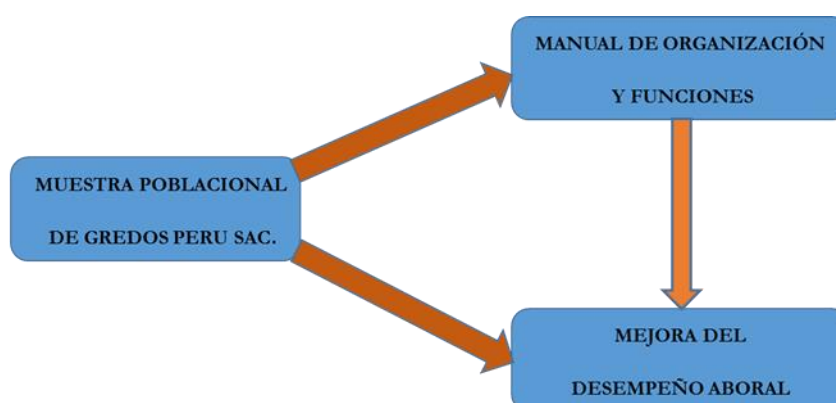 MANUAL DE ORGANIZACIÓN
Y FUNCIONES
MUESTRA POBLACIONAL
DE GREDOS PERU SAC.
MEJORA DEL
DESEMPEÑO ABORAL